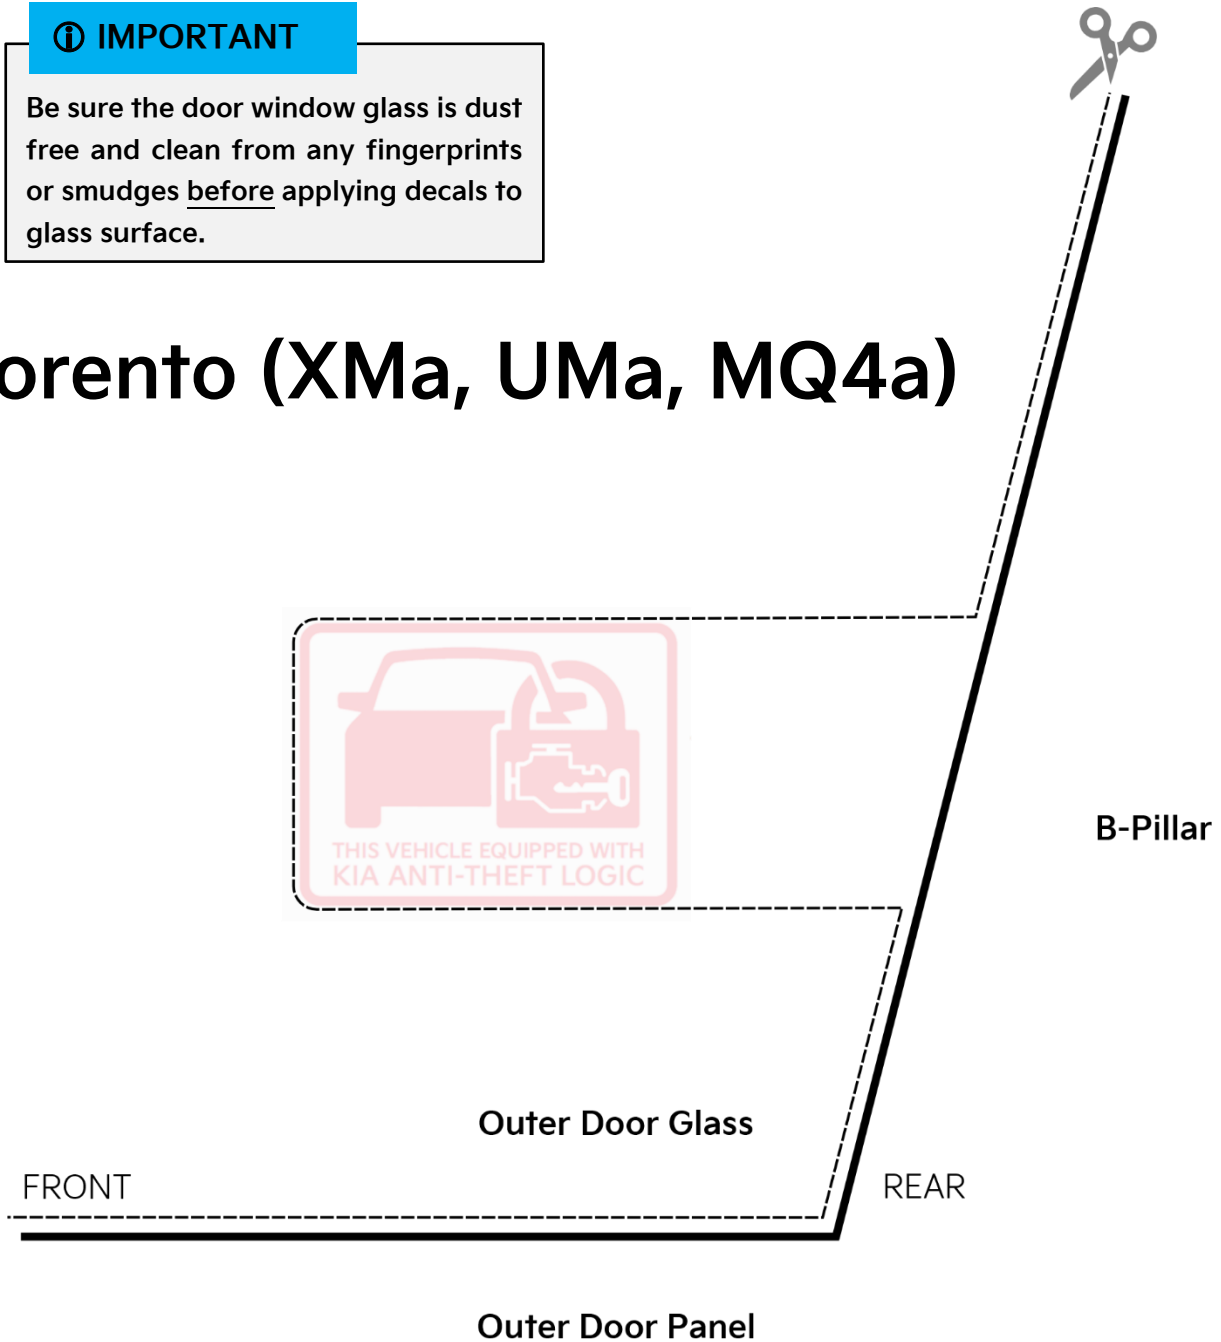 IMPORTANT
Be sure the door window glass is dust
free and clean from any fingerprints
or smudges before applying decals to
glass surface.
orento (XMa, UMa, MQ4a)
THIS VEHICLE EQUIPPED WITH
KIA ANTI-THEFT LOGIC
B-Pillar
Outer Door Glass
FRONT
REAR
Outer Door Panel